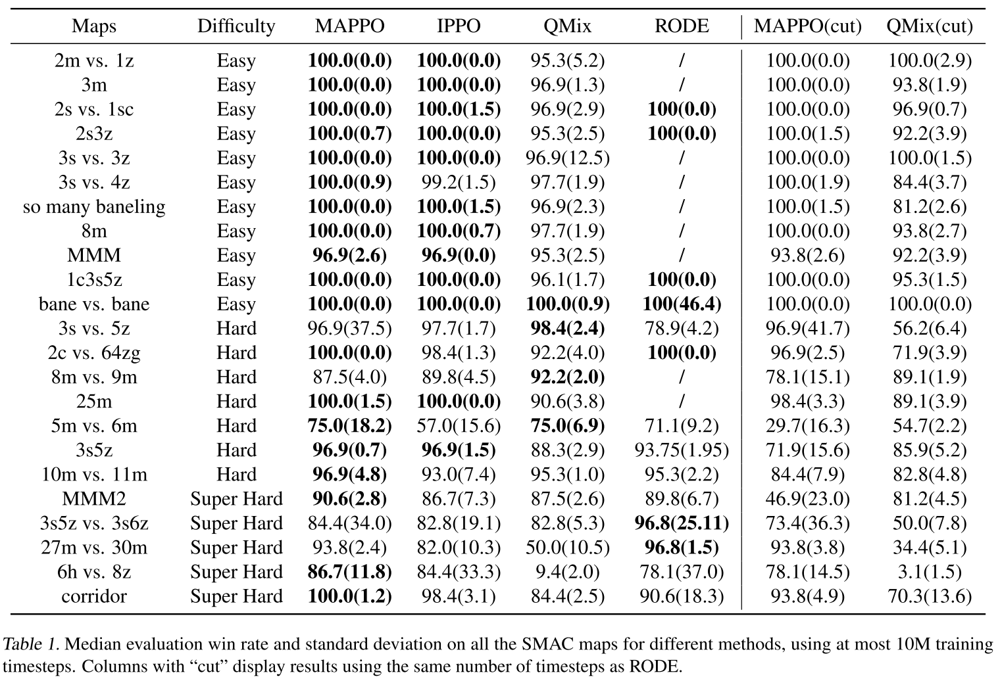 Maps Difficulty MAPPO IPPO QMix RODE MAPPO(cut) QMix(cut)
2m vs. 1z Easy 100.0(0.0) 100.0(0.0) 95.3(5.2) / 100.0(0.0) 100.0(2.9)
3m Easy 100.0(0.0) 100.0(0.0) 96.9(1.3) / 100.0(0.0) 93.8(1.9)
2s vs. 1sc Easy 100.0(0.0) 100.0(1.5) 96.9(2.9) 100(0.0) 100.0(0.0) 96.9(0.7)
2s3z Easy 100.0(0.7) 100.0(0.0) 95.3(2.5) 100(0.0) 100.0(1.5) 92.2(3.9)
3s vs. 3z Easy 100.0(0.0) 100.0(0.0) 96.9(12.5) / 100.0(0.0) 100.0(1.5)
3s vs. 4z Easy 100.0(0.9) 99.2(1.5) 97.7(1.9) / 100.0(1.9) 84.4(3.7)
so many baneling Easy 100.0(0.0) 100.0(1.5) 96.9(2.3) / 100.0(1.5) 81.2(2.6)
8m Easy 100.0(0.0) 100.0(0.7) 97.7(1.9) / 100.0(0.0) 93.8(2.7)
MMM Easy 96.9(2.6) 96.9(0.0) 95.3(2.5) / 93.8(2.6) 92.2(3.9)
1c3s5z Easy 100.0(0.0) 100.0(0.0) 96.1(1.7) 100(0.0) 100.0(0.0) 95.3(1.5)
bane vs. bane Easy 100.0(0.0) 100.0(0.0) 100.0(0.9) 100(46.4) 100.0(0.0) 100.0(0.0)
3s vs. 5z Hard 96.9(37.5) 97.7(1.7) 98.4(2.4) 78.9(4.2) 96.9(41.7) 56.2(6.4)
2c vs. 64zg Hard 100.0(0.0) 98.4(1.3) 92.2(4.0) 100(0.0) 96.9(2.5) 71.9(3.9)
8m vs. 9m Hard 87.5(4.0) 89.8(4.5) 92.2(2.0) / 78.1(15.1) 89.1(1.9)
25m Hard 100.0(1.5) 100.0(0.0) 90.6(3.8) / 98.4(3.3) 89.1(3.9)
5m vs. 6m Hard 75.0(18.2) 57.0(15.6) 75.0(6.9) 71.1(9.2) 29.7(16.3) 54.7(2.2)
3s5z Hard 96.9(0.7) 96.9(1.5) 88.3(2.9) 93.75(1.95) 71.9(15.6) 85.9(5.2)
10m vs. 11m Hard 96.9(4.8) 93.0(7.4) 95.3(1.0) 95.3(2.2) 84.4(7.9) 82.8(4.8)
MMM2 Super Hard 90.6(2.8) 86.7(7.3) 87.5(2.6) 89.8(6.7) 46.9(23.0) 81.2(4.5)
3s5z vs. 3s6z Super Hard 84.4(34.0) 82.8(19.1) 82.8(5.3) 96.8(25.11) 73.4(36.3) 50.0(7.8)
27m vs. 30m Super Hard 93.8(2.4) 82.0(10.3) 50.0(10.5) 96.8(1.5) 93.8(3.8) 34.4(5.1)
6h vs. 8z Super Hard 86.7(11.8) 84.4(33.3) 9.4(2.0) 78.1(37.0) 78.1(14.5) 3.1(1.5)
corridor Super Hard 100.0(1.2) 98.4(3.1) 84.4(2.5) 90.6(18.3) 93.8(4.9) 70.3(13.6)
Table 1. Median evaluation win rate and standard deviation on all the SMAC maps for different methods, using at most 10M training
timesteps. Columns with “cut” display results using the same number of timesteps as RODE.